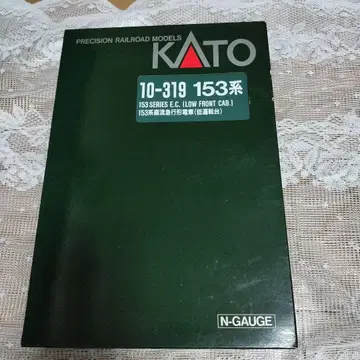 PRECISION RAILROAD MODELS
KATO
10-319 153系
153 SERIES E.C. (LOW FRONT CAB.)
153系直流急行形電車(低運転台)
N-GAUGE